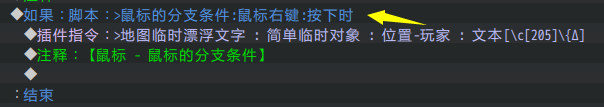 ◆如果：脚本：>鼠标的分支条件:鼠标右键:按下时
◆插件指令：>地图临时漂浮文字 : 简单临时对象 : 位置-玩家 : 文本[\c[205]\{Δ]
◆注释：【鼠标 - 鼠标的分支条件】
◆
：结束